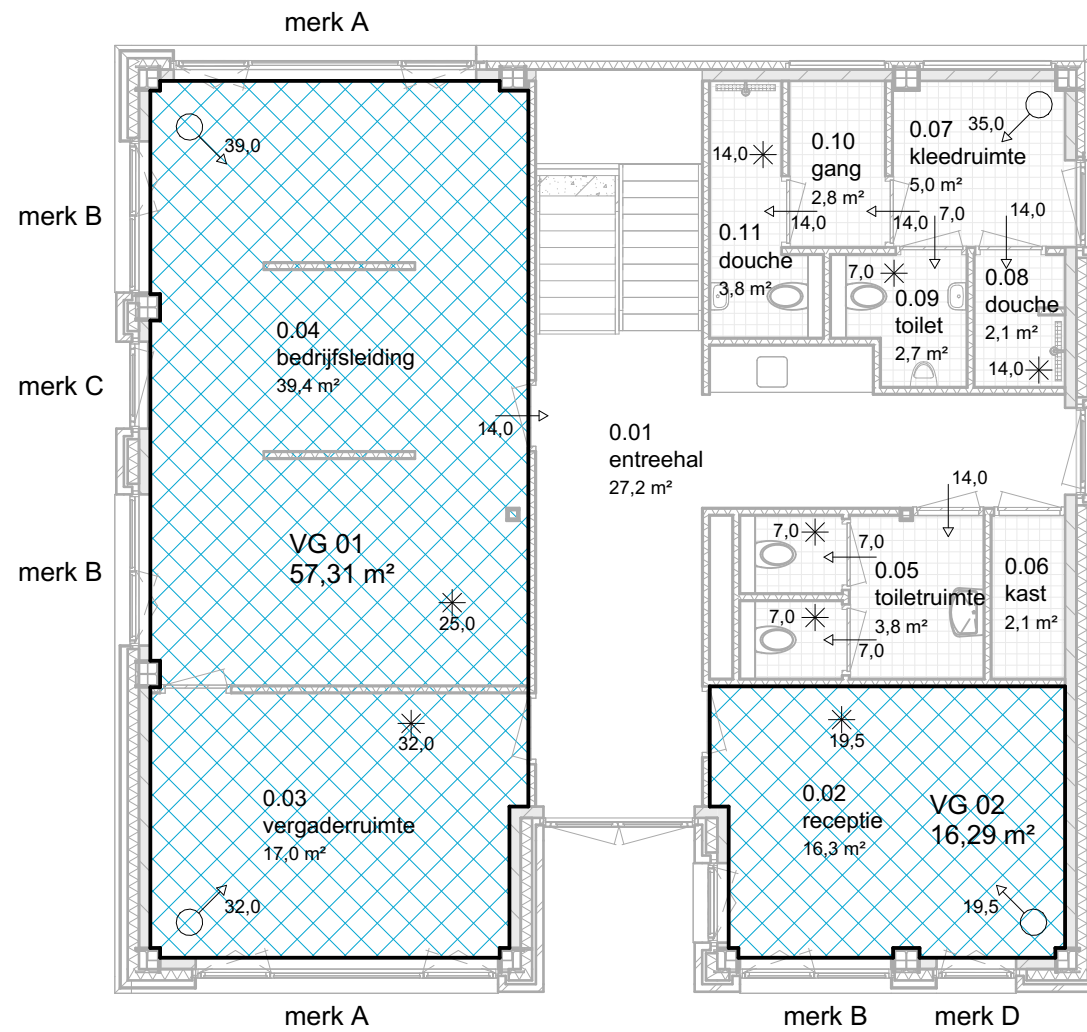 merk A
39,0
14,0
0.10
gang
2,8 m²
0.07
kleedruimte
5,0 m²
35,0
merk B
14,0
14,0
7,0
14,0
0.11
douche
3,8 m²
7,0
0.09
toilet
2,7 m²
0.08
douche
2,1 m²
14,0
0.04
bedrijfsleiding
39,4 m²
merk C
14,0
0.01
entreehal
27,2 m²
14,0
VG 01
57,31 m²
merk B
25,0
7,0
7,0
0.05
toiletruimte
3,8 m²
7,0
7,0
0.06
kast
2,1 m²
32,0
19,5
0.03
vergaderruimte
17,0 m²
0.02
receptie
16,3 m²
VG 02
16,29 m²
32,0
19,5
merk A
merk B
merk D